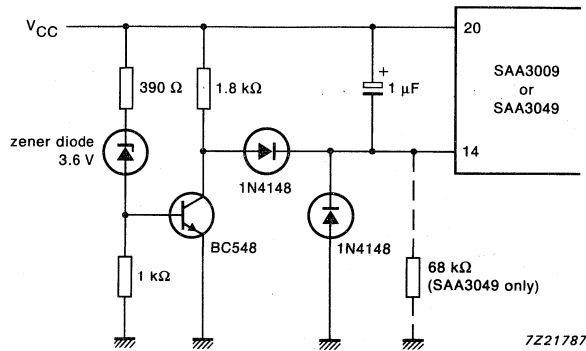 VCC
20
SAA3009
or
SAA3049
390 Ω
1.8 kΩ
+
1 µF
zener diode
3.6 V
14
1N4148
BC548
1N4148
1 kΩ
68 kΩ
(SAA3049 only)
7Z21787